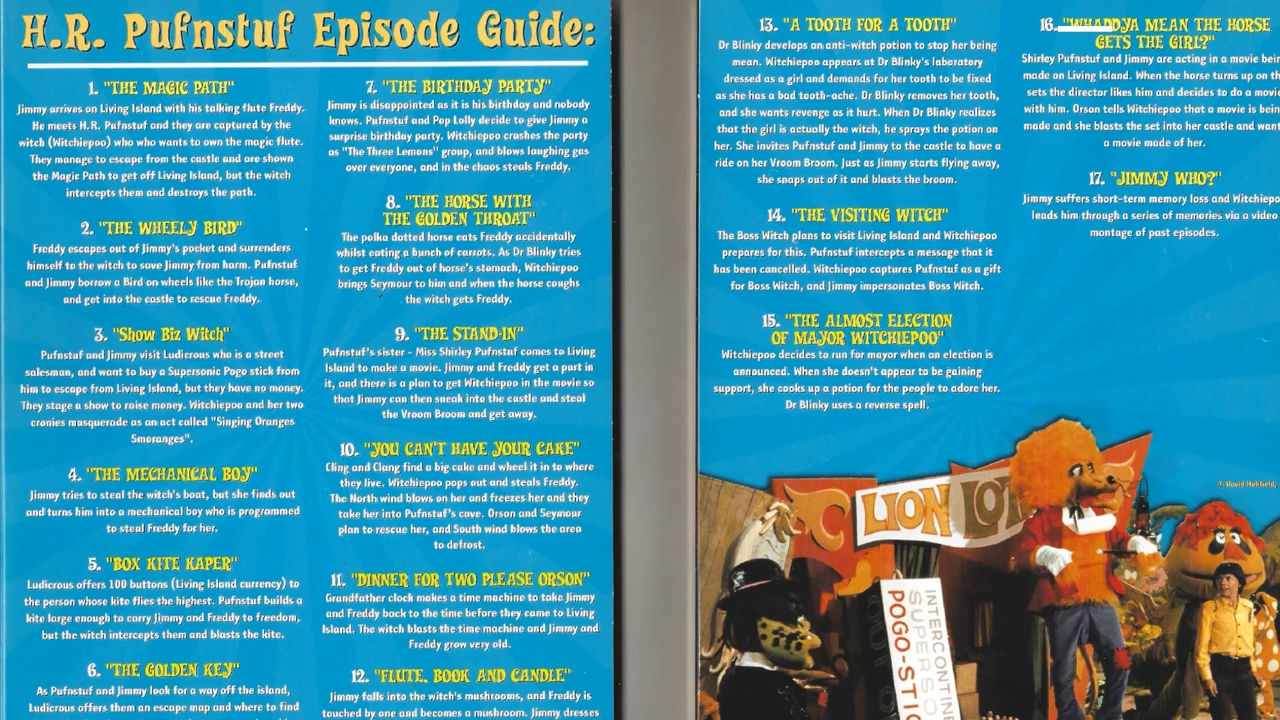 H.R. Pufnstuf Episode Guide:
1. "THE MAGIC PATH"
Jimmy arrives on Living Island with his talking flute Freddy.
He meets H.R. Pufnstuf and they are captured by the
witch (Witchiepoo) who who wants to own the magic flute.
They manage to escape from the castle and are shown
the Magic Path to get off Living Island, but the witch
intercepts them and destroys the path.
2. "THE WHEELY BIRD"
Freddy escapes out of Jimmy's pocket and surrenders
himself to the witch to save Jimmy from harm. Pufnstuf
and Jimmy borrow a Bird on wheels like the Trojan horse,
and get into the castle to rescue Freddy.
3. "Show Biz Witch"
Pufnstuf and Jimmy visit Ludicrous who is a street
salesman, and want to buy a Supersonic Pogo stick from
him to escape from Living Island, but they have no money.
They stage a show to raise money. Witchiepoo and her two
cronies masquerade as an act called "Singing Oranges
Smoranges".
4. "THE MECHANICAL BOY"
Jimmy tries to steal the witch's boat, but she finds out
and turns him into a mechanical boy who is programmed
to steal Freddy for her.
5. "BOX KITE KAPER"
Ludicrous offers 100 buttons (Living Island currency) to
the person whose kite flies the highest. Pufnstuf builds a
kite large enough to carry Jimmy and Freddy to freedom,
but the witch intercepts them and blasts the kite.
6. "THE GOLDEN KEY"
As Pufnstuf and Jimmy look for a way off the island,
Ludicrous offers them an escape map and where to find
7. "THE BIRTHDAY PARTY"
Jimmy is disappointed as it is his birthday and nobody
knows. Pufnstuf and Pop Lolly decide to give Jimmy a
surprise birthday party. Witchiepoo crashes the party
as "The Three Lemons" group, and blows laughing gas
over everyone, and in the chaos steals Freddy.
8. "THE HORSE WITH
THE GOLDEN THROAT"
The polka dotted horse eats Freddy accidentally
whilst eating a bunch of carrots. As Dr Blinky tries
to get Freddy out of horse's stomach, Witchiepoo
brings Seymour to him and when the horse coughs
the witch gets Freddy.
9. "THE STAND-IN"
Pufnstuf's sister - Miss Shirley Pufnstuf comes to Living
Island to make a movie. Jimmy and Freddy get a part in
it, and there is a plan to get Witchiepoo in the movie so
that Jimmy can then sneak into the castle and steal
the Vroom Broom and get away.
10. "YOU CAN'T HAVE YOUR CAKE"
Cling and Clang find a big cake and wheel it in to where
they live. Witchiepoo pops out and steals Freddy.
The North wind blows on her and freezes her and they
take her into Pufnstuf's cave. Orson and Seymour
plan to rescue her, and South wind blows the area
to defrost.
11. "DINNER FOR TWO PLEASE ORSON"
Grandfather clock makes a time machine to take Jimmy
and Freddy back to the time before they came to Living
Island. The witch blasts the time machine and Jimmy and
Freddy grow very old.
12. "FLUTE, BOOK AND CANDLE"
Jimmy falls into the witch's mushrooms, and Freddy is
touched by one and becomes a mushroom. Jimmy dresses
13. "A TOOTH FOR A TOOTH"
Dr Blinky develops an anti-witch potion to stop her being
mean. Witchiepoo appears at Dr Blinky's laboratory
dressed as a girl and demands for her tooth to be fixed
as she has a bad tooth-ache. Dr Blinky removes her tooth,
and she wants revenge as it hurt. When Dr Blinky realizes
that the girl is actually the witch, he sprays the potion on
her. She invites Pufnstuf and Jimmy to the castle to have a
ride on her Vroom Broom. Just as Jimmy starts flying away,
she snaps out of it and blasts the broom.
14. "THE VISITING WITCH"
The Boss Witch plans to visit Living Island and Witchiepoo
prepares for this. Pufnstuf intercepts a message that it
has been cancelled. Witchiepoo captures Pufnstuf as a gift
for Boss Witch, and Jimmy impersonates Boss Witch.
15. "THE ALMOST ELECTION
OF MAJOR WITCHIEPOO"
Witchiepoo decides to run for mayor when an election is
announced. When she doesn't appear to be gaining
support, she cooks up a potion for the people to adore her.
Dr Blinky uses a reverse spell.
16. "WHADDYA MEAN THE HORSE
GETS THE GIRL?"
Shirley Pufnstuf and Jimmy are acting in a movie bein
made on Living Island. When the horse turns up on th
sets the director likes him and decides to do a movi
with him. Orson tells Witchiepoo that a movie is bein
made and she blasts the set into her castle and want
a movie made of her.
17. "JIMMY WHO?"
Jimmy suffers short-term memory loss and Witchiepo
leads him through a series of memories via a video
montage of past episodes.
© David Holifield,
LION LO
INTERCONTINE
SUPERSO
POGO-STIC